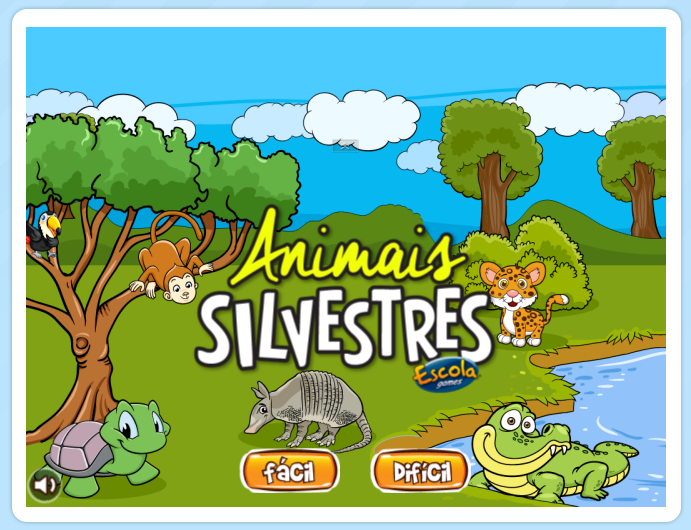 Animais
SILVESTRES
Escola
games
fácil
Difícil